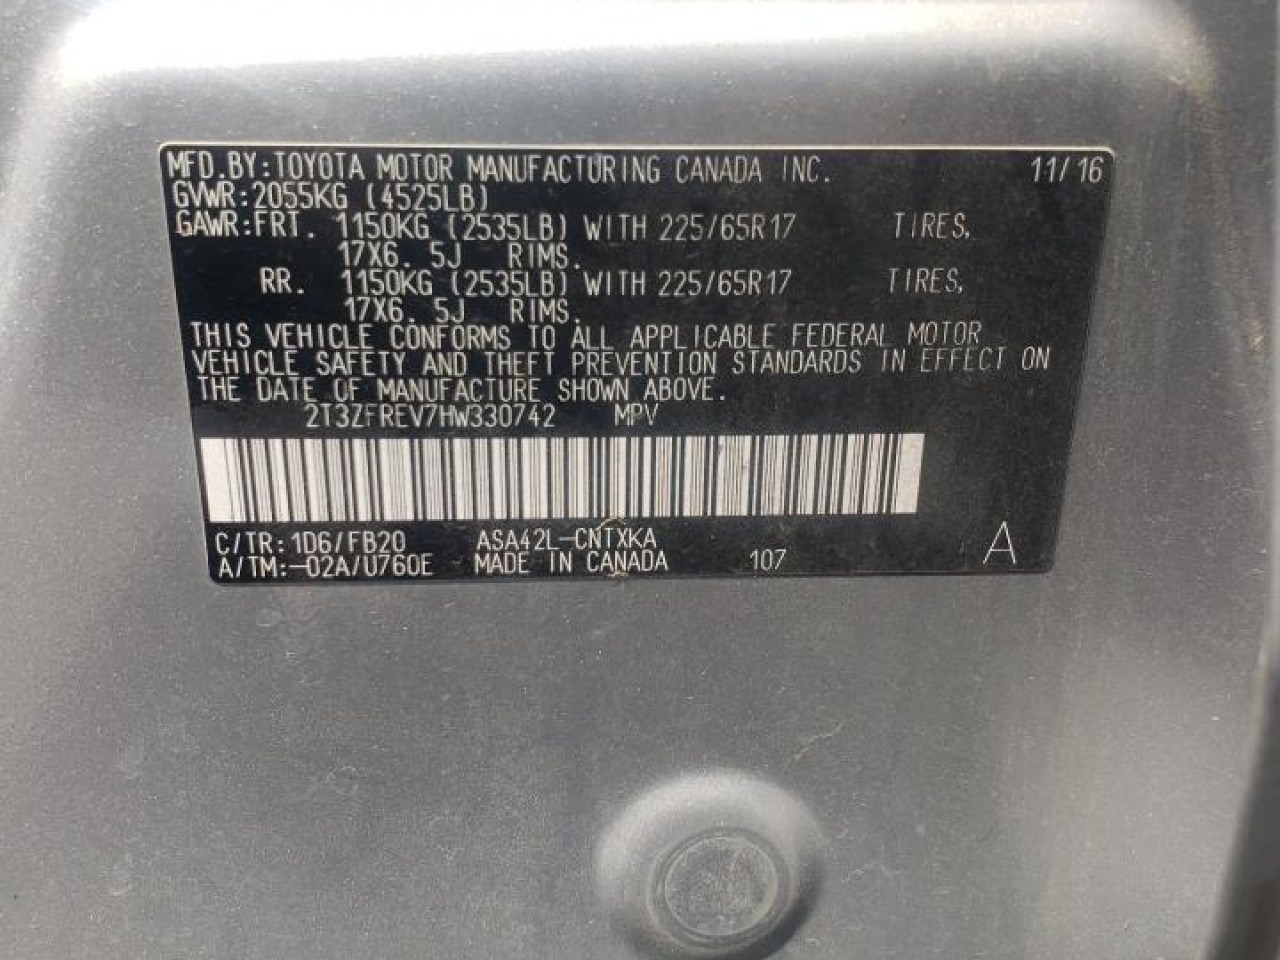 MFD.BY:TOYOTA MOTOR MANUFACTURING CANADA INC. 11/16
GVWR:2055KG (4525LB)
GAWR:FRT. 1150KG (2535LB) WITH 225/65R17 TIRES,
17X6. 5J RIMS.
RR. 1150KG (2535LB) WITH 225/65R17 TIRES,
17X6. 5J RIMS.
THIS VEHICLE CONFORMS TO ALL APPLICABLE FEDERAL MOTOR
VEHICLE SAFETY AND THEFT PREVENTION STANDARDS IN EFFECT ON
THE DATE OF MANUFACTURE SHOWN ABOVE.
2T3ZFREV7HW330742 MPV
C/TR:1D6/FB20 ASA42L-CNTXKA
A/TM:-02A/U760E MADE IN CANADA 107 A